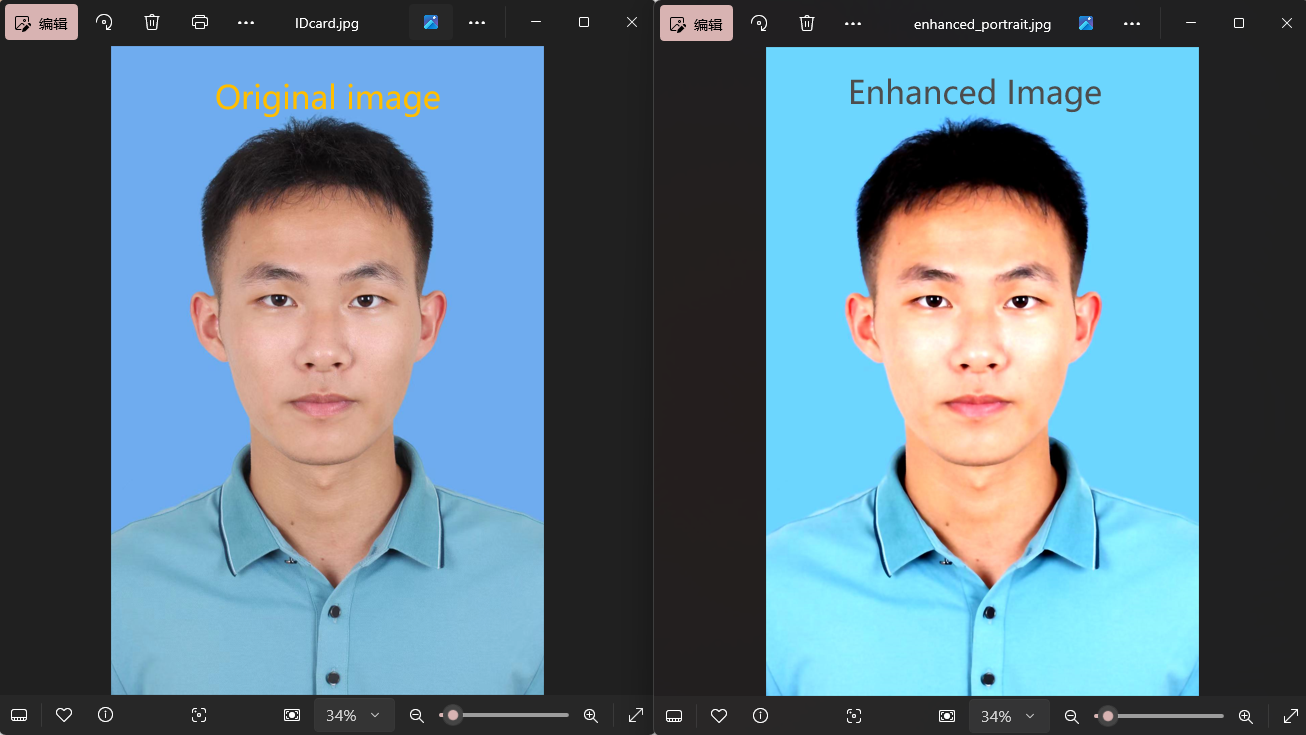 编辑
IDcard.jpg
编辑
enhanced_portrait.jpg
Original image
Enhanced Image
34%
34%